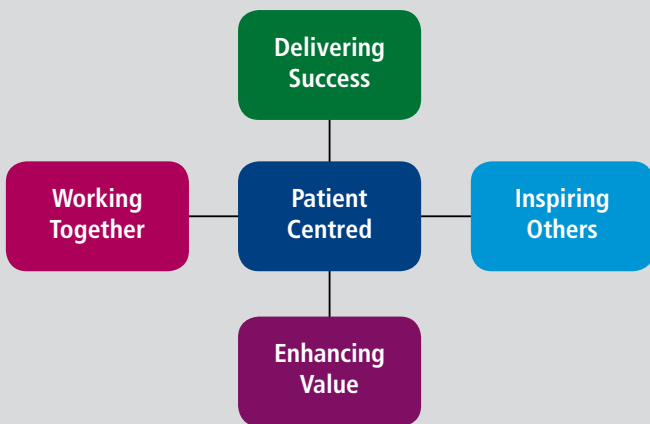 Delivering
Success
Working
Together
Patient
Centred
Inspiring
Others
Enhancing
Value